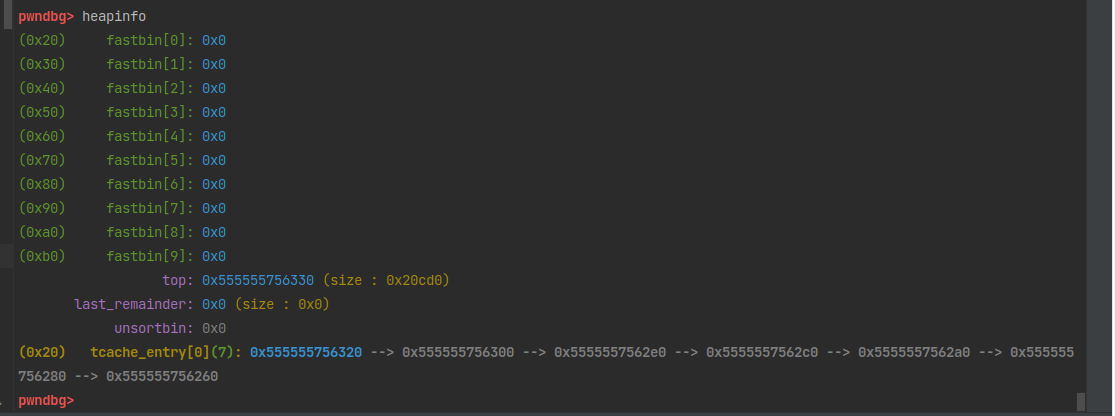 pwndbg> heapinfo
(0x20)     fastbin[0]: 0x0
(0x30)     fastbin[1]: 0x0
(0x40)     fastbin[2]: 0x0
(0x50)     fastbin[3]: 0x0
(0x60)     fastbin[4]: 0x0
(0x70)     fastbin[5]: 0x0
(0x80)     fastbin[6]: 0x0
(0x90)     fastbin[7]: 0x0
(0xa0)     fastbin[8]: 0x0
(0xb0)     fastbin[9]: 0x0
top: 0x555555756330 (size : 0x20cd0)
last_remainder: 0x0 (size : 0x0)
unsortbin: 0x0
(0x20)   tcache_entry[0](7): 0x555555756320 --> 0x555555756300 --> 0x5555557562e0 --> 0x5555557562c0 --> 0x5555557562a0 --> 0x555555
756280 --> 0x555555756260
pwndbg>